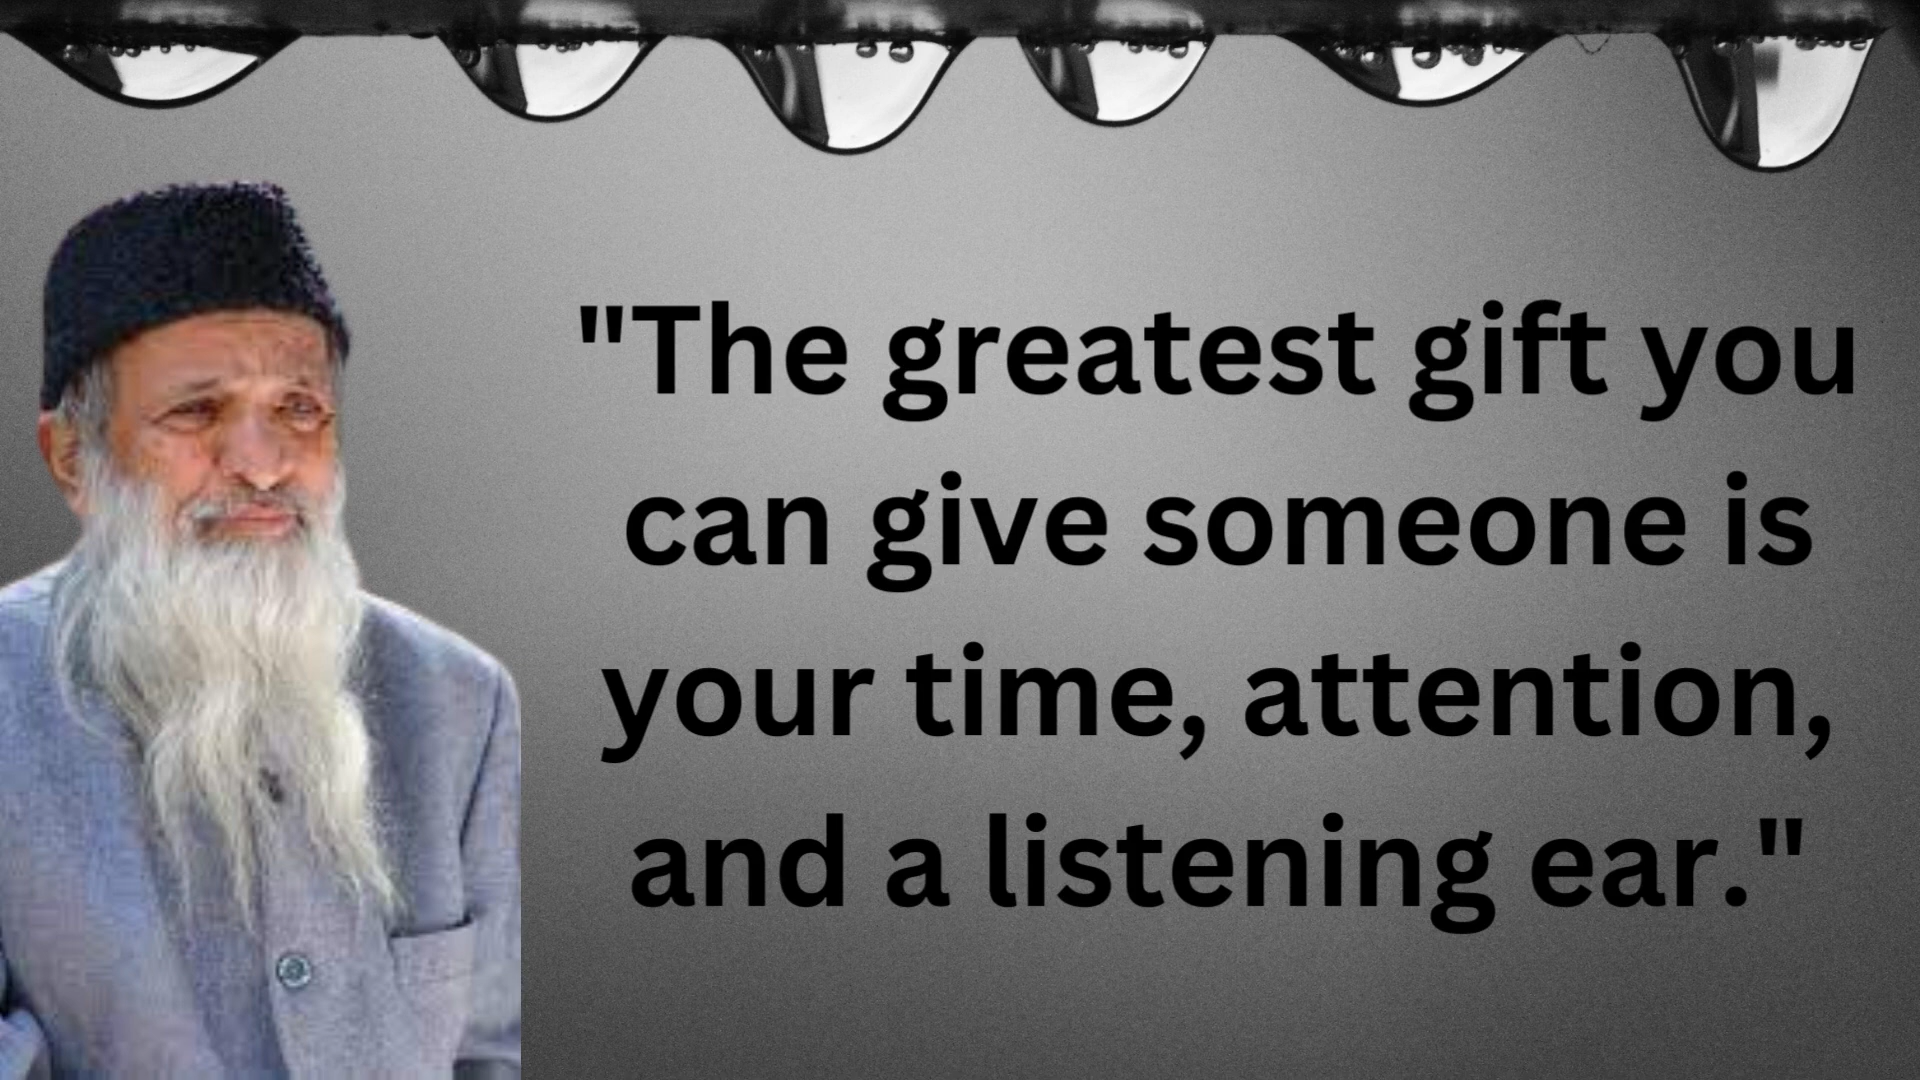 "The greatest gift you
can give someone is
your time, attention,
and a listening ear."